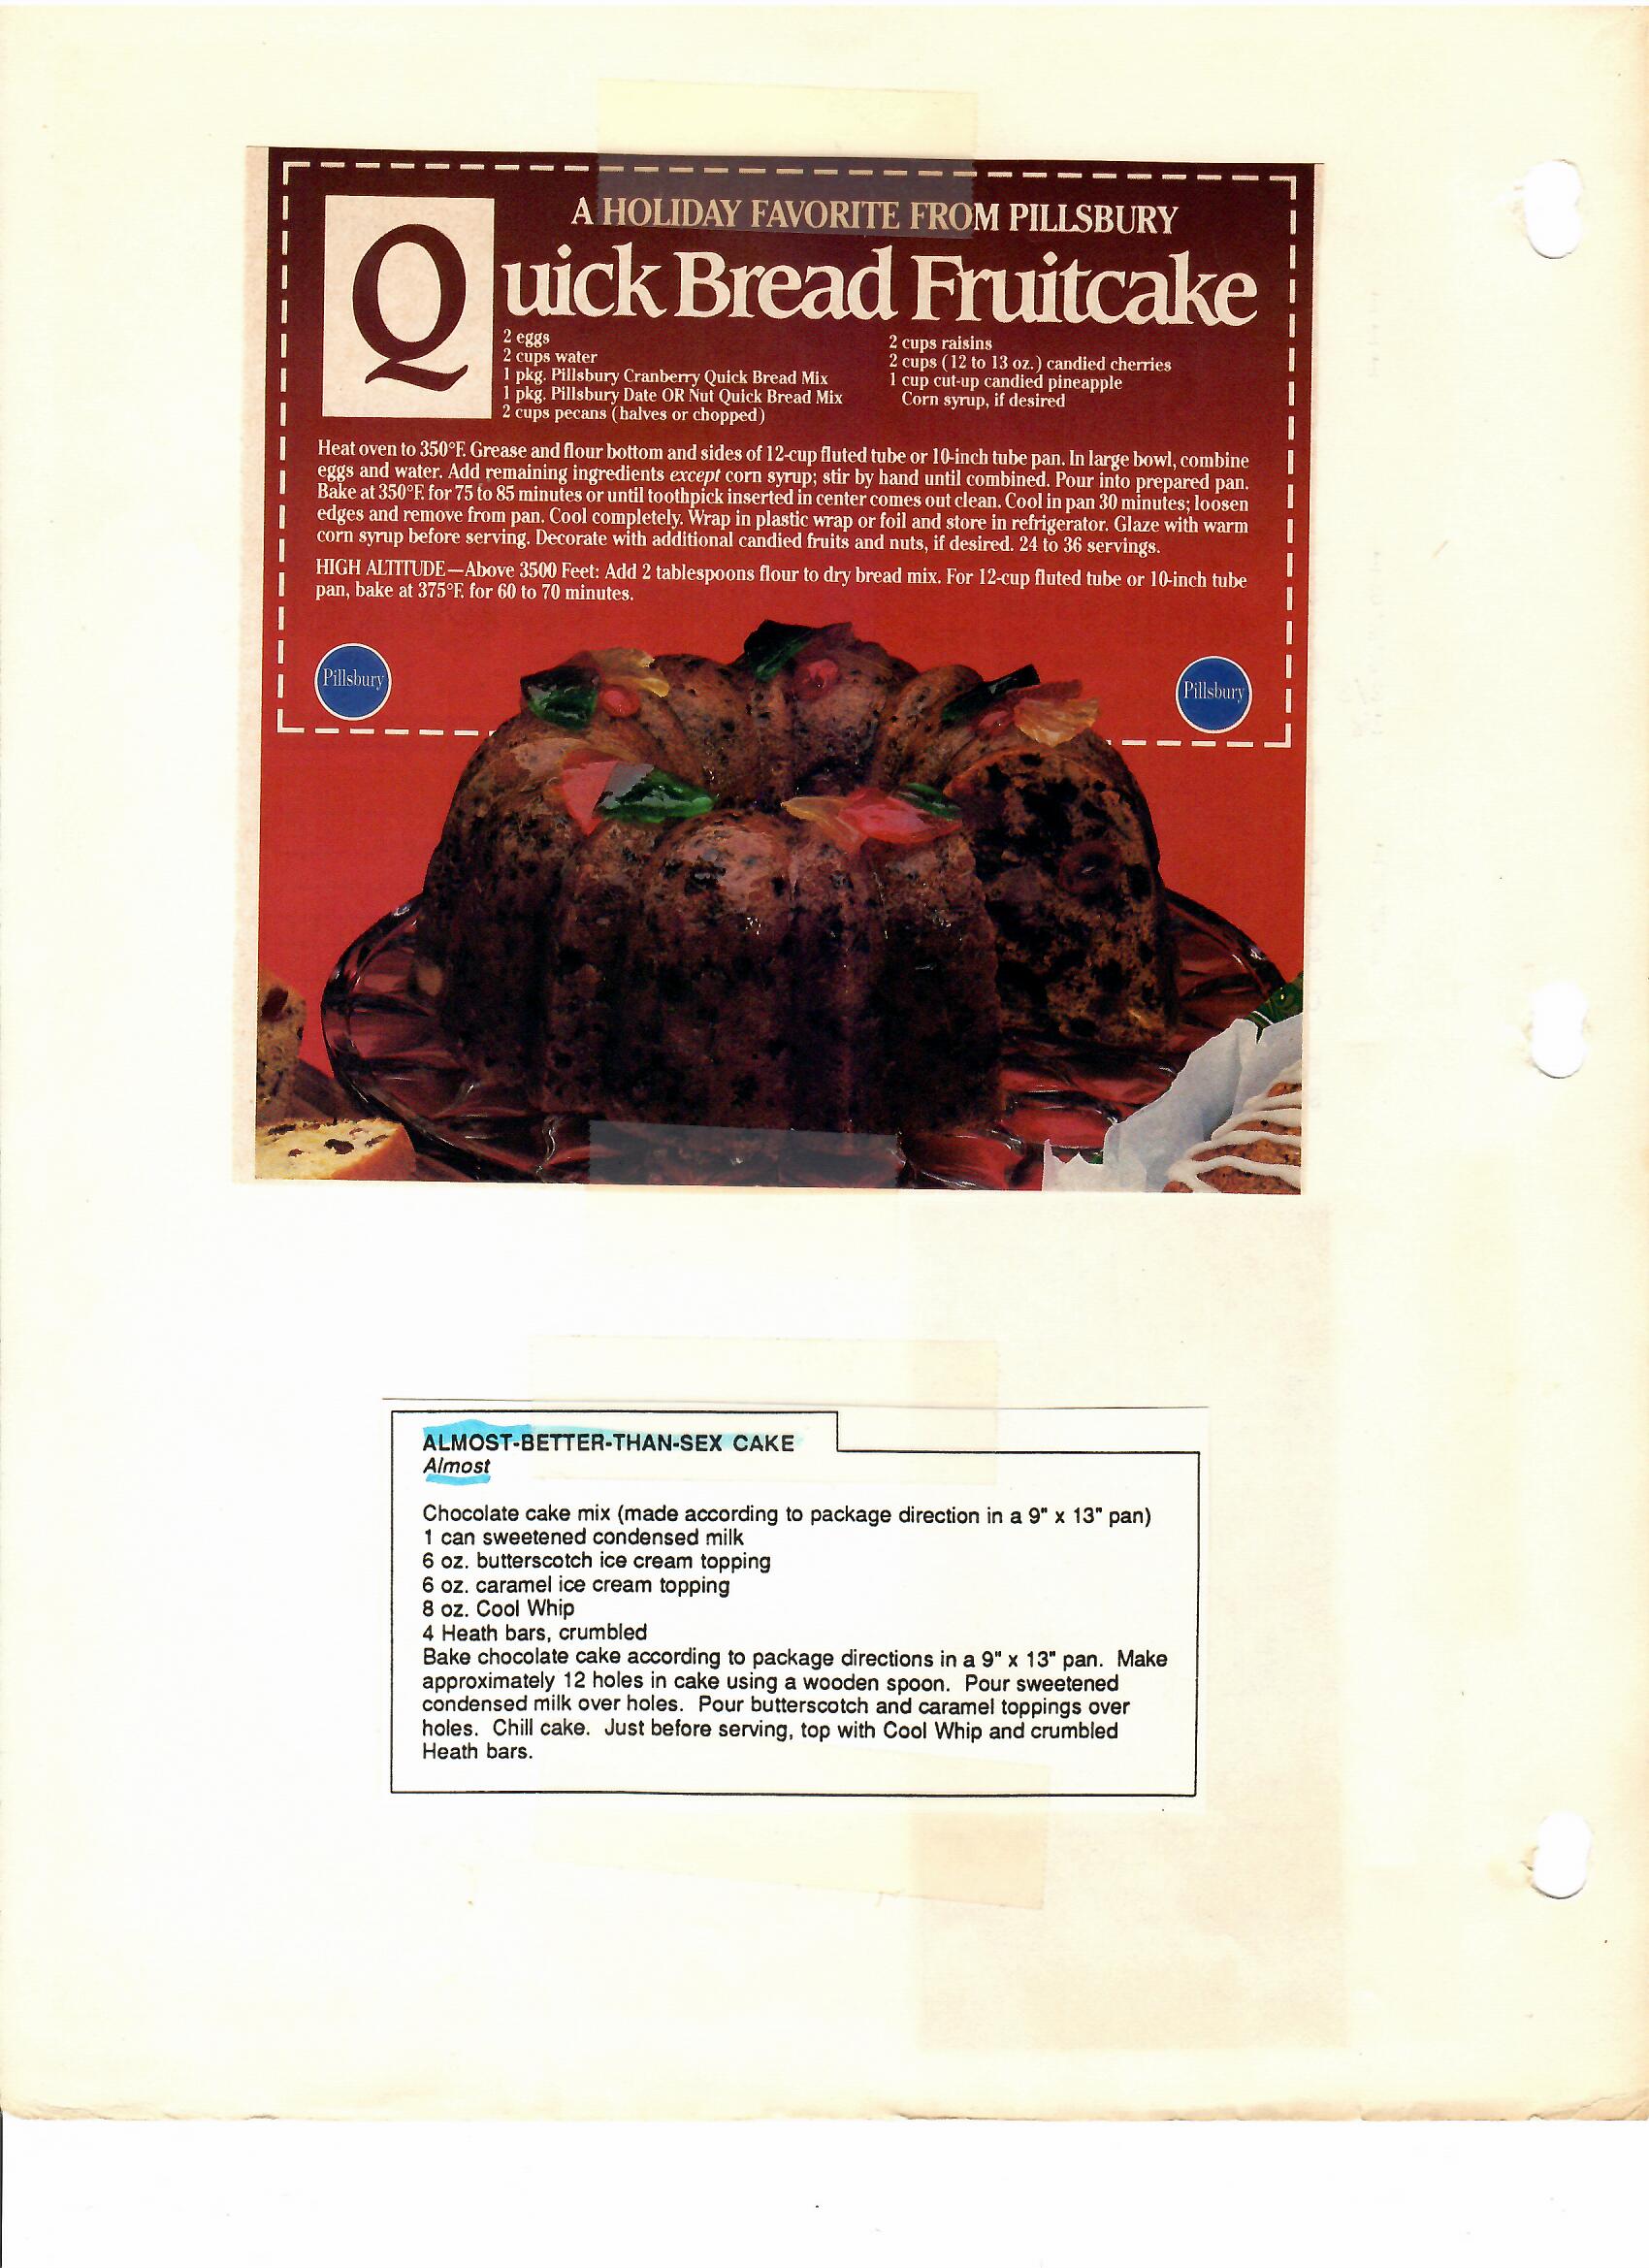 A HOLIDAY FAVORITE FROM PILLSBURY
Quick Bread Fruitcake
2 eggs
2 cups water
1 pkg. Pillsbury Cranberry Quick Bread Mix
1 pkg. Pillsbury Date OR Nut Quick Bread Mix
2 cups pecans (halves or chopped)
2 cups raisins
2 cups (12 to 13 oz.) candied cherries
1 cup cut-up candied pineapple
Corn syrup, if desired
Heat oven to 350°F. Grease and flour bottom and sides of 12-cup fluted tube or 10-inch tube pan. In large bowl, combine
eggs and water. Add remaining ingredients except corn syrup; stir by hand until combined. Pour into prepared pan.
Bake at 350°F. for 75 to 85 minutes or until toothpick inserted in center comes out clean. Cool in pan 30 minutes; loosen
edges and remove from pan. Cool completely. Wrap in plastic wrap or foil and store in refrigerator. Glaze with warm
corn syrup before serving. Decorate with additional candied fruits and nuts, if desired. 24 to 36 servings.
HIGH ALTITUDE—Above 3500 Feet: Add 2 tablespoons flour to dry bread mix. For 12-cup fluted tube or 10-inch tube
pan, bake at 375°F. for 60 to 70 minutes.
Pillsbury
Pillsbury
ALMOST-BETTER-THAN-SEX CAKE
Almost
Chocolate cake mix (made according to package direction in a 9" x 13" pan)
1 can sweetened condensed milk
6 oz. butterscotch ice cream topping
6 oz. caramel ice cream topping
8 oz. Cool Whip
4 Heath bars, crumbled
Bake chocolate cake according to package directions in a 9" x 13" pan. Make
approximately 12 holes in cake using a wooden spoon. Pour sweetened
condensed milk over holes. Pour butterscotch and caramel toppings over
holes. Chill cake. Just before serving, top with Cool Whip and crumbled
Heath bars.